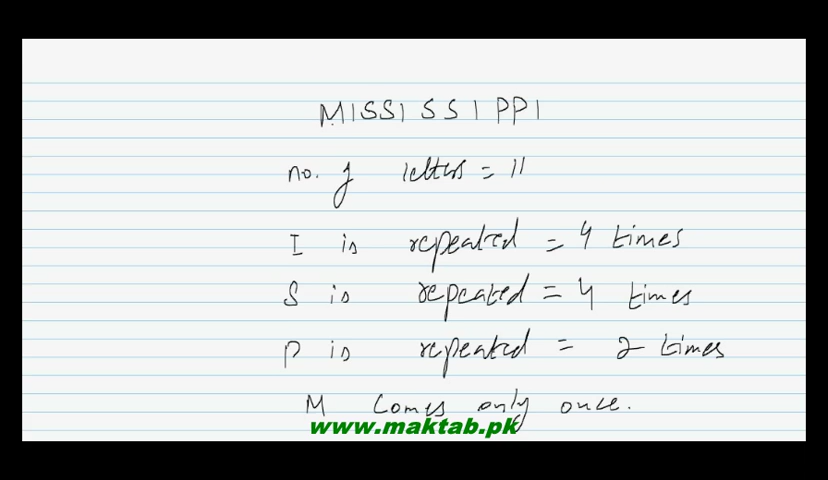 MISSISSIPPI
no. of letters = 11
I is repeated = 4 times
S is repeated = 4 times
P is repeated = 2 times
M comes only once.
www.maktab.pk